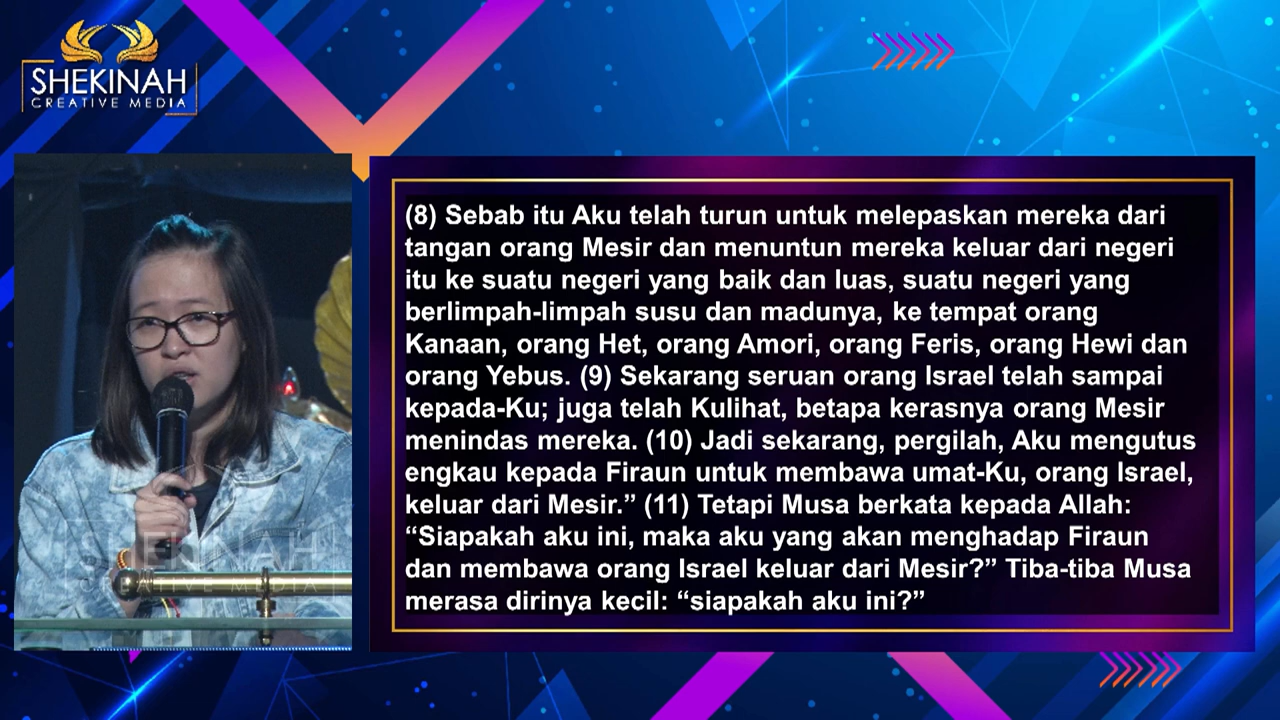 SHEKINAH
CREATIVE MEDIA
(8) Sebab itu Aku telah turun untuk melepaskan mereka dari
tangan orang Mesir dan menuntun mereka keluar dari negeri
itu ke suatu negeri yang baik dan luas, suatu negeri yang
berlimpah-limpah susu dan madunya, ke tempat orang
Kanaan, orang Het, orang Amori, orang Feris, orang Hewi dan
orang Yebus. (9) Sekarang seruan orang Israel telah sampai
kepada-Ku; juga telah Kulihat, betapa kerasnya orang Mesir
menindas mereka. (10) Jadi sekarang, pergilah, Aku mengutus
engkau kepada Firaun untuk membawa umat-Ku, orang Israel,
keluar dari Mesir.” (11) Tetapi Musa berkata kepada Allah:
“Siapakah aku ini, maka aku yang akan menghadap Firaun
dan membawa orang Israel keluar dari Mesir?” Tiba-tiba Musa
merasa dirinya kecil: “siapakah aku ini?”
SHEKINAH
CREATIVE MEDIA